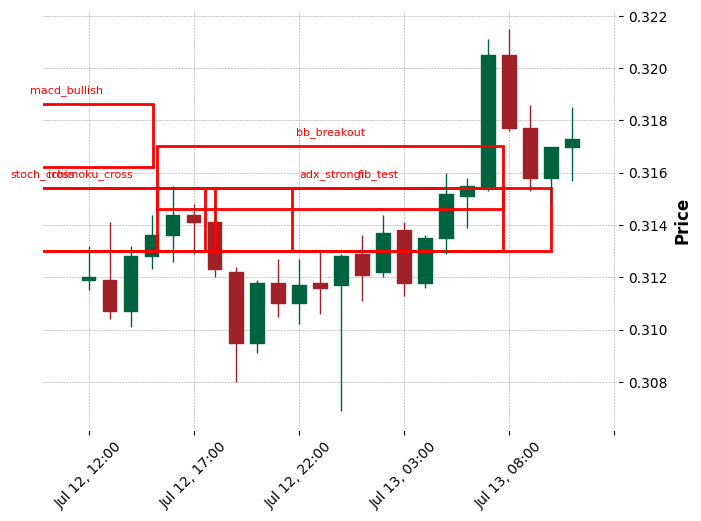 0.322
0.320
macd_bullish
0.318
bb_breakout
0.316
stoch_cross
ichimoku_cross
adx_strong
fib_test
0.314
Price
0.312
0.310
0.308
Jul 12, 12:00
Jul 12, 17:00
Jul 12, 22:00
Jul 13, 03:00
Jul 13, 08:00